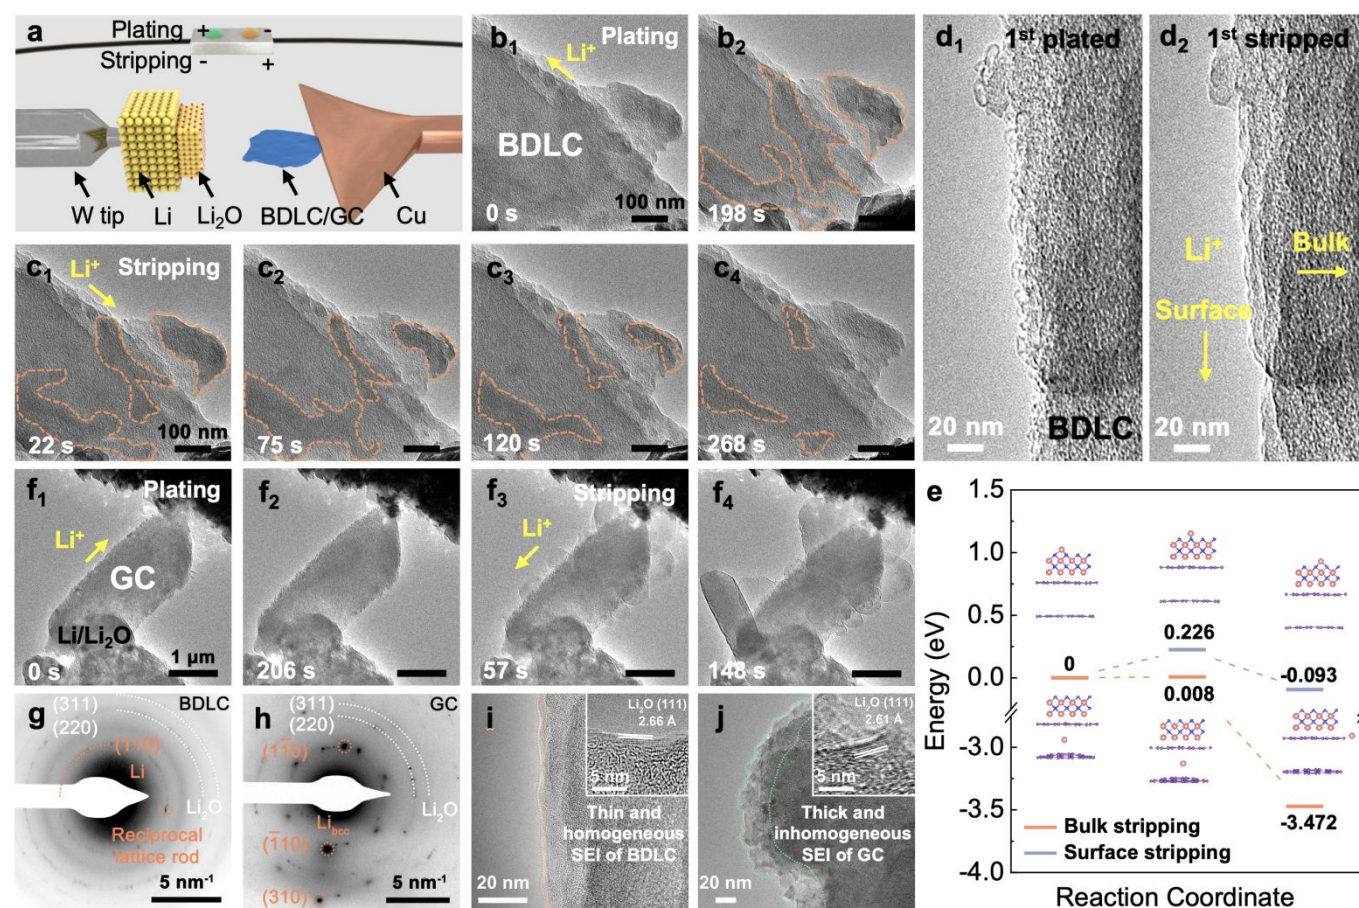 a
Plating + -
Stripping - +
W tip
Li
Li₂O
BDLC/GC
Cu
b₁
Li⁺
Plating
BDLC
0 s
100 nm
b₂
198 s
c₁
Li⁺
Stripping
22 s
100 nm
c₂
75 s
c₃
120 s
c₄
268 s
d₁
1ˢᵗ plated
20 nm
BDLC
d₂
1ˢᵗ stripped
Li⁺
Bulk
Surface
20 nm
f₁
Plating
Li⁺
GC
Li/Li₂O
0 s
1 µm
f₂
206 s
f₃
Stripping
Li⁺
57 s
f₄
148 s
e
Energy (eV)
1.5
1.0
0.5
0.0
-3.0
-3.5
-4.0
0
0.226
0.008
-0.093
-3.472
Bulk stripping
Surface stripping
Reaction Coordinate
g
(311)
(220)
BDLC
(110)
Li
Li₂O
Reciprocal
lattice rod
5 nm⁻¹
h
(311)
(220)
GC
(11̄0)
Li₂O
Li_bcc
(1̄10)
(310)
5 nm⁻¹
i
Li₂O (111)
2.66 Å
5 nm
Thin and
homogeneous
SEI of BDLC
20 nm
j
Li₂O (111)
2.61 Å
5 nm
Thick and
inhomogeneous
SEI of GC
20 nm